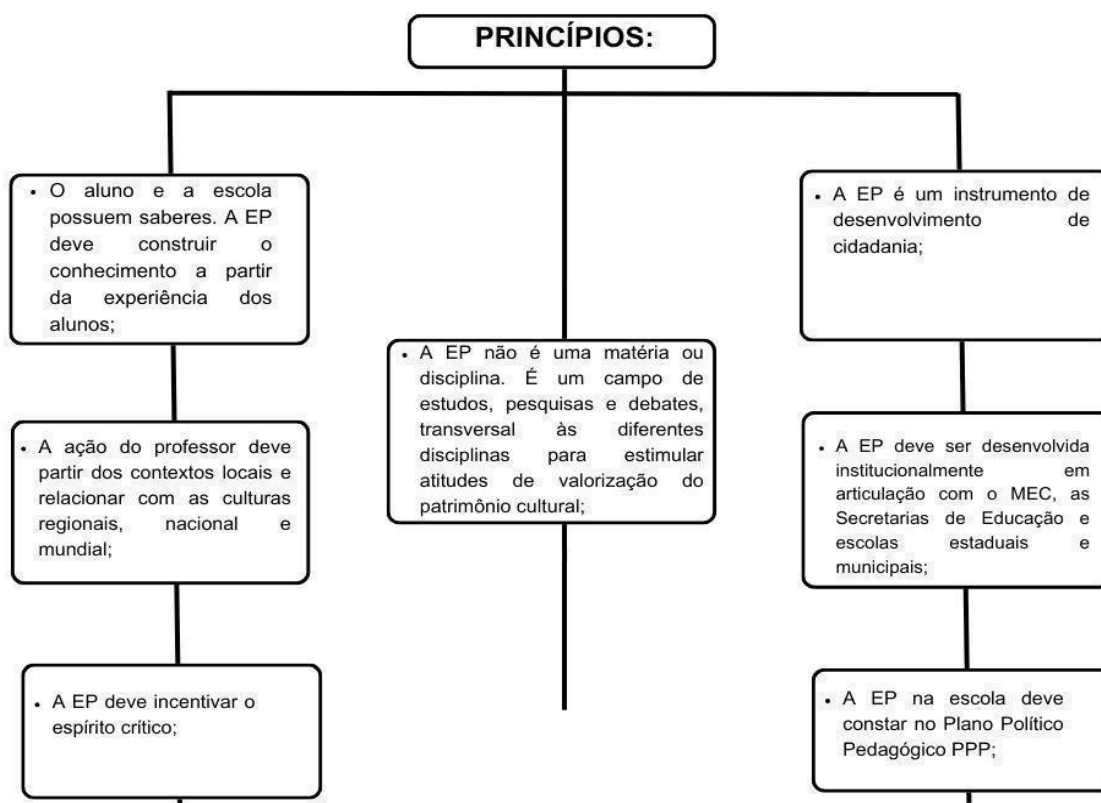 PRINCÍPIOS:
• O aluno e a escola
possuem saberes. A EP
deve construir o
conhecimento a partir
da experiência dos
alunos;
• A ação do professor deve
partir dos contextos locais e
relacionar com as culturas
regionais, nacional e
mundial;
• A EP deve incentivar o
espírito crítico;
• A EP não é uma matéria ou
disciplina. É um campo de
estudos, pesquisas e debates,
transversal às diferentes
disciplinas para estimular
atitudes de valorização do
patrimônio cultural;
• A EP é um instrumento de
desenvolvimento de
cidadania;
• A EP deve ser desenvolvida
institucionalmente em
articulação com o MEC, as
Secretarias de Educação e
escolas estaduais e
municipais;
• A EP na escola deve
constar no Plano Político
Pedagógico PPP;